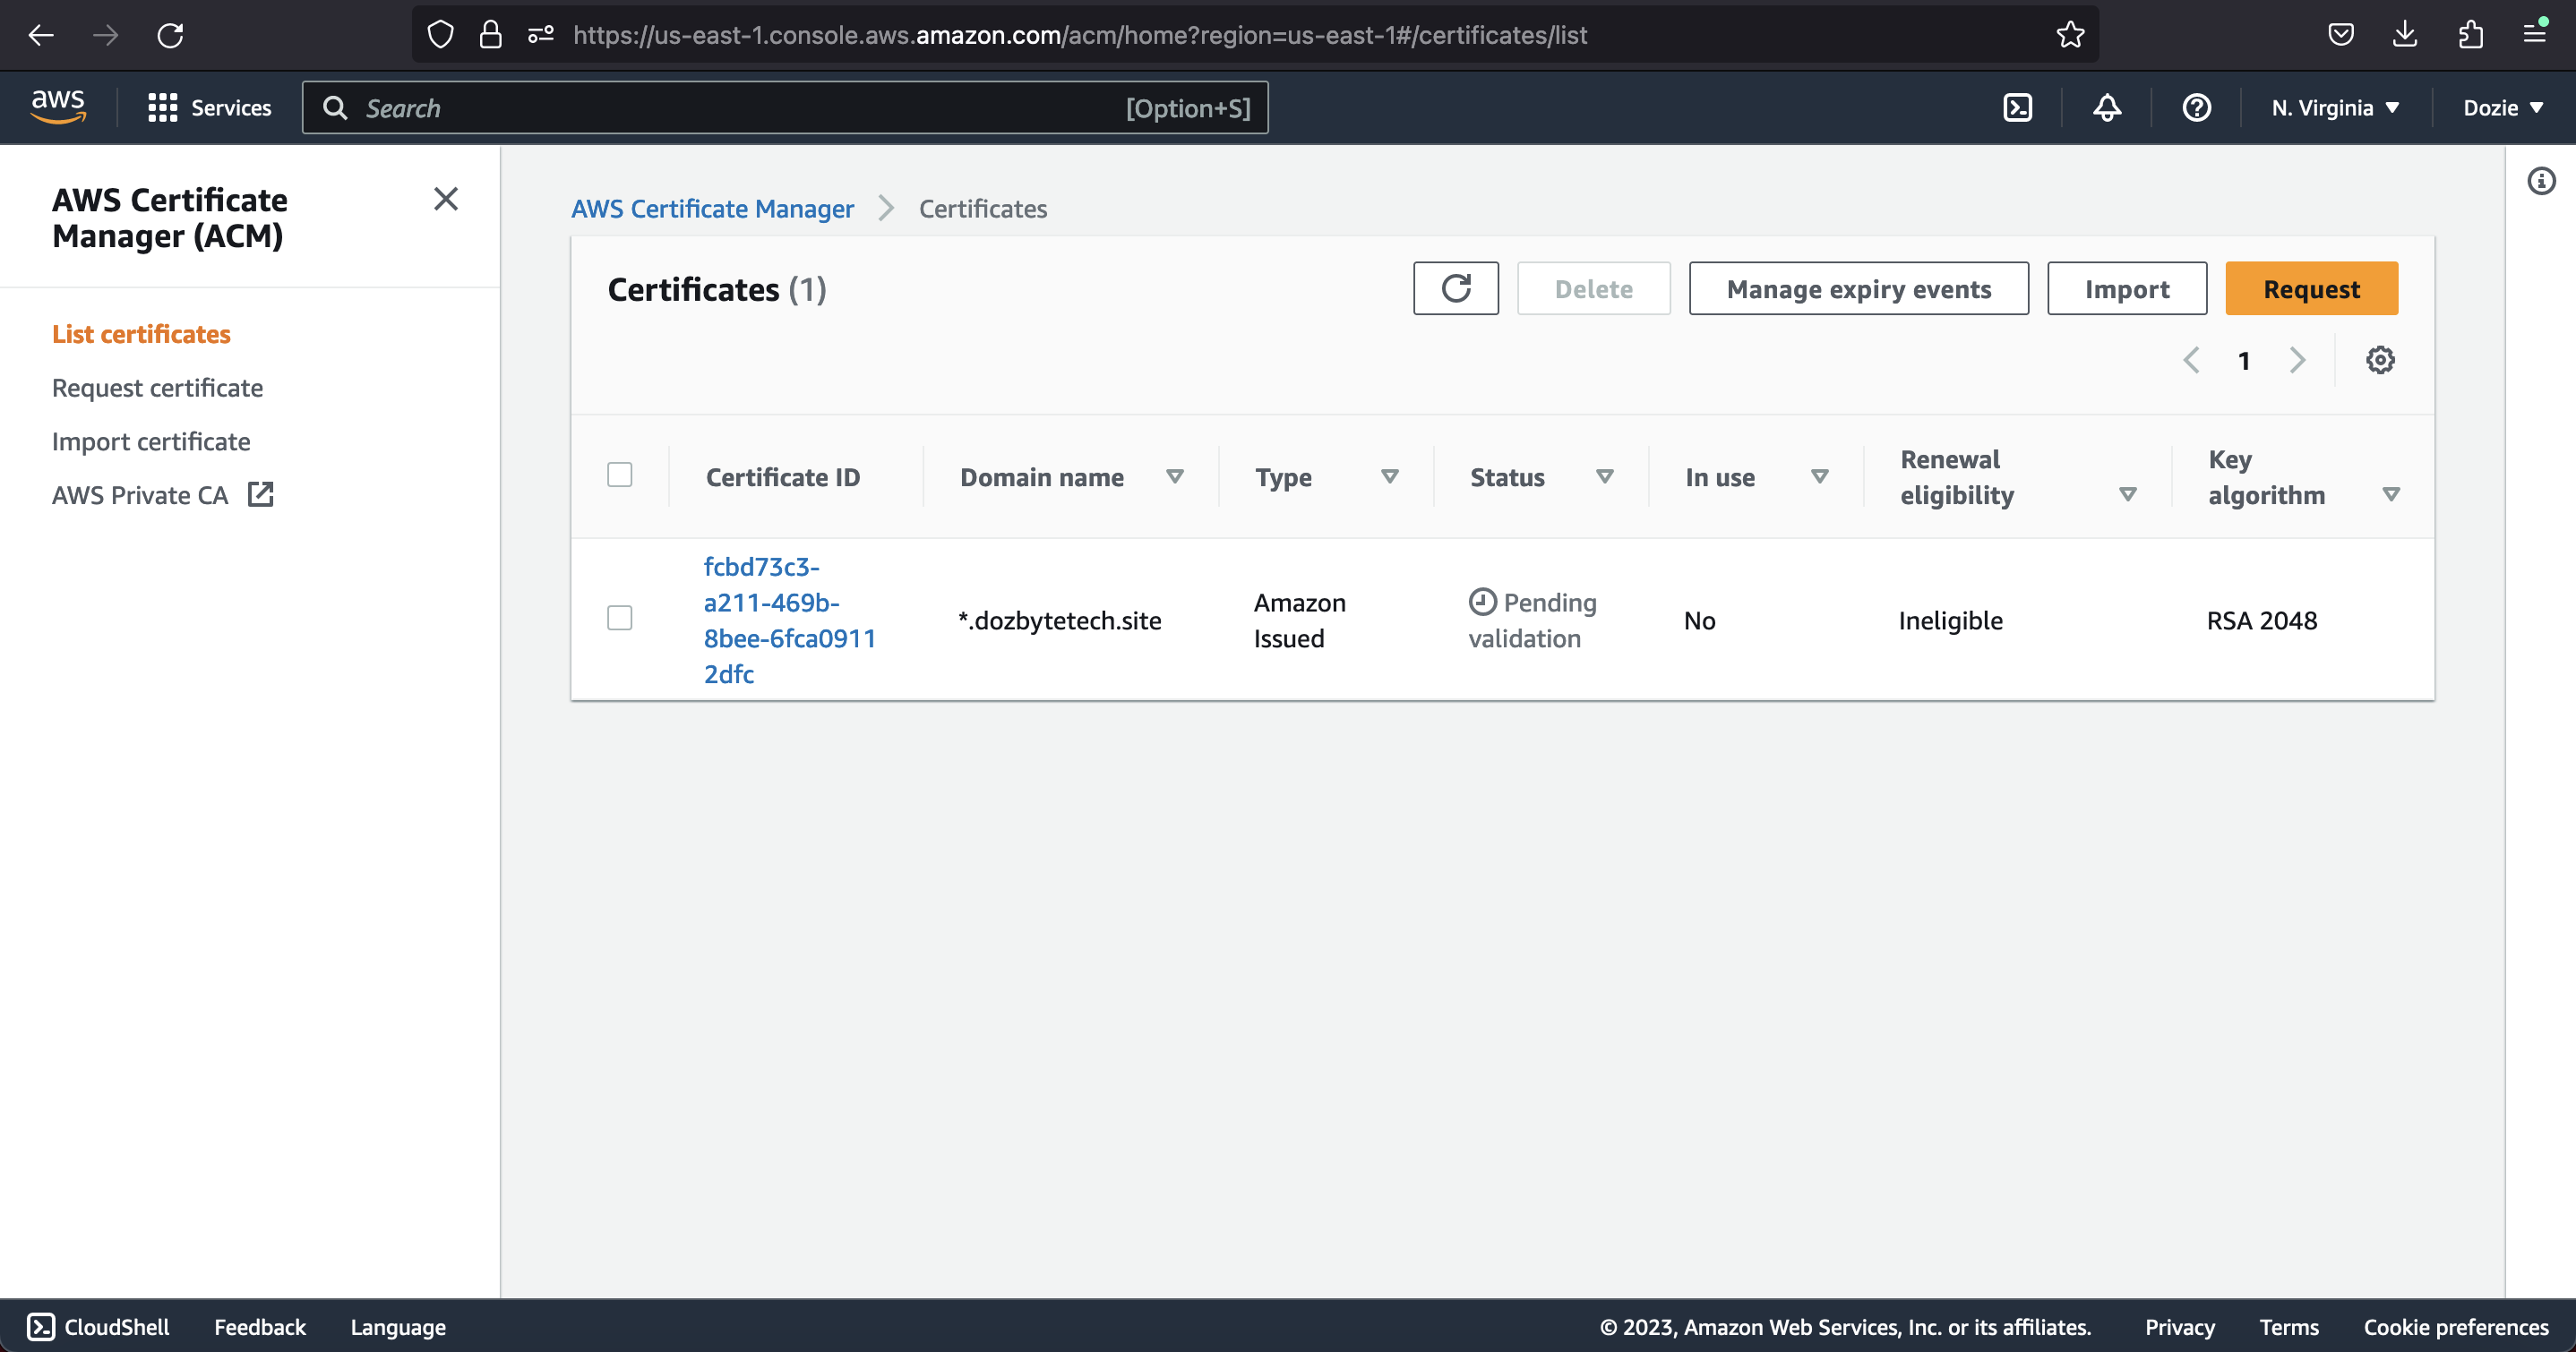 https://us-east-1.console.aws.amazon.com/acm/home?region=us-east-1#/certificates/list
aws
Services
Search
[Option+S]
N. Virginia
Dozie
AWS Certificate
Manager (ACM)
List certificates
Request certificate
Import certificate
AWS Private CA
AWS Certificate Manager
Certificates
Certificates (1)
Delete
Manage expiry events
Import
Request
1
Certificate ID
Domain name
Type
Status
In use
Renewal
eligibility
Key
algorithm
fcbd73c3-
a211-469b-
8bee-6fca0911
2dfc
*.dozbytetech.site
Amazon
Issued
Pending
validation
No
Ineligible
RSA 2048
CloudShell
Feedback
Language
© 2023, Amazon Web Services, Inc. or its affiliates.
Privacy
Terms
Cookie preferences